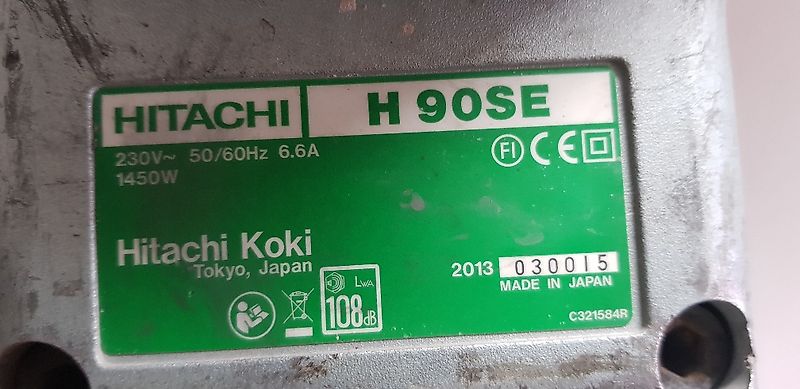 HITACHI H 90SE
230V~ 50/60Hz 6.6A
1450W
FI CE
Hitachi Koki
Tokyo, Japan
LWA
108dB
2013 030015
MADE IN JAPAN
C321584R